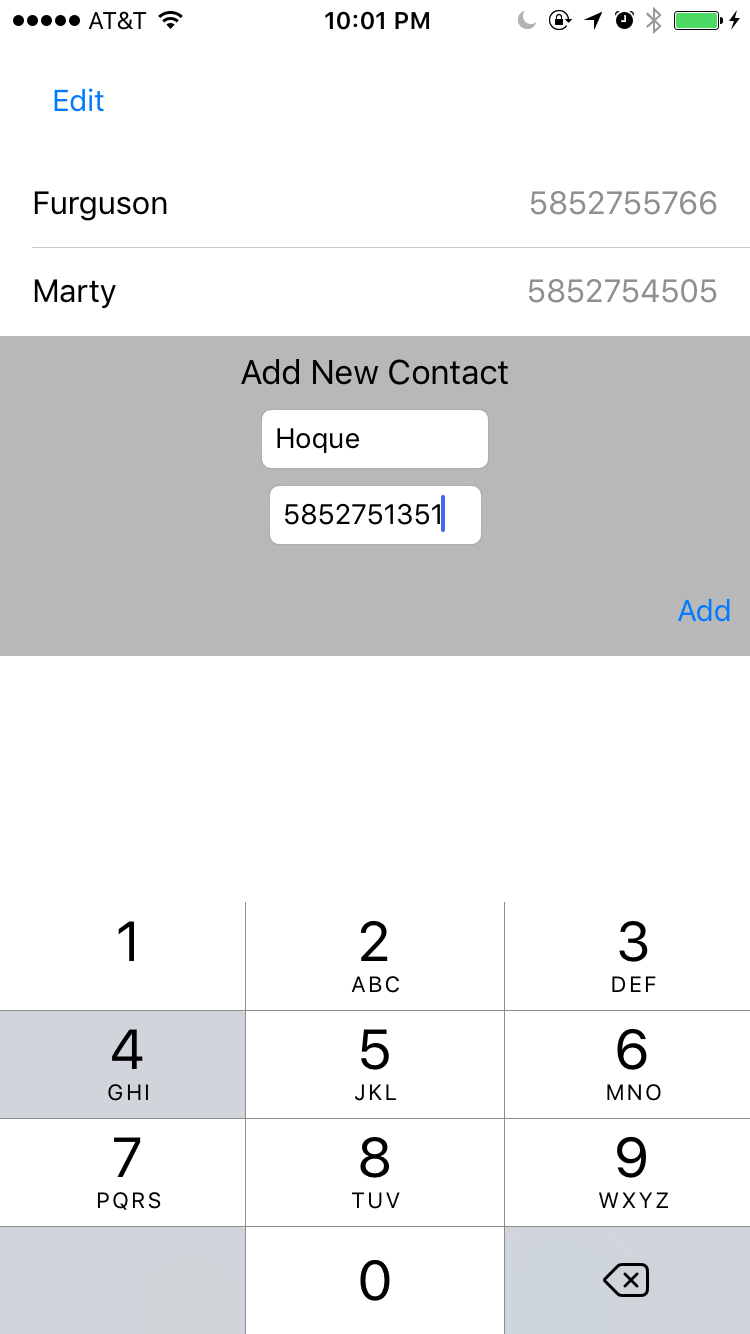 AT&T 10:01 PM
Edit
Furguson 5852755766
Marty 5852754505
Add New Contact
Hoque
5852751351
Add
1 2 3
ABC DEF
4 5 6
GHI JKL MNO
7 8 9
PQRS TUV WXYZ
0